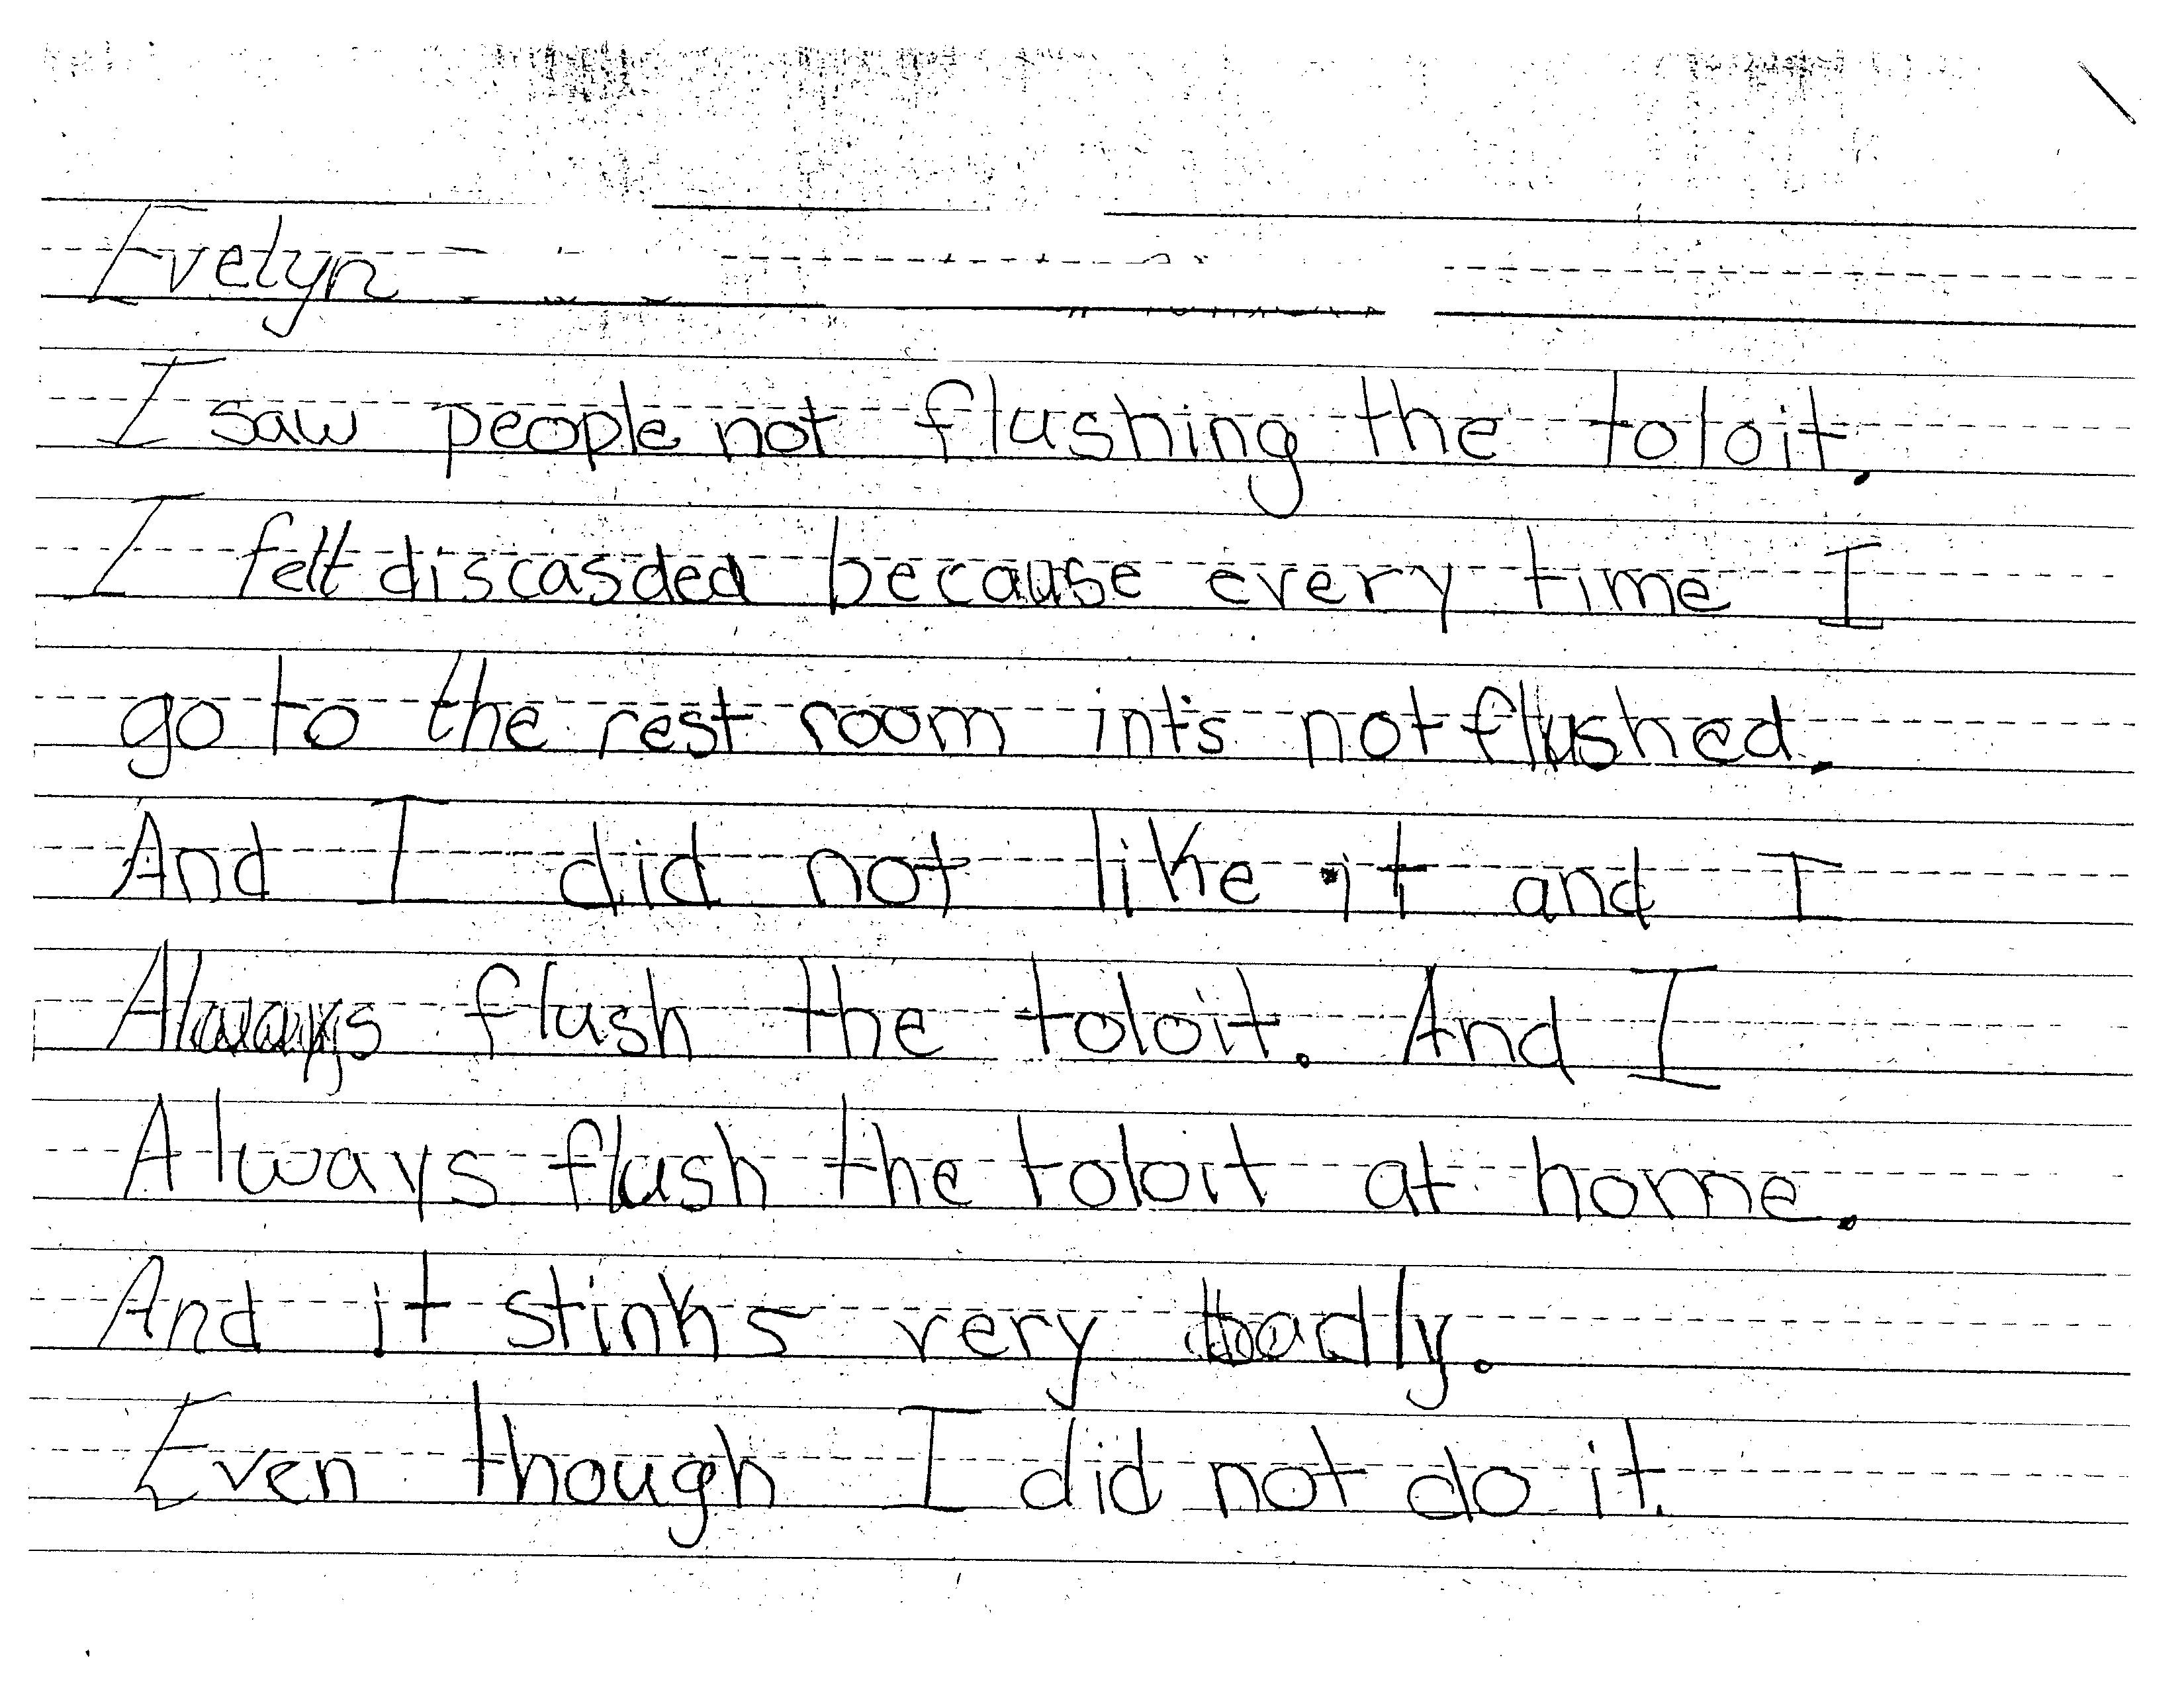 Evelyn
I saw people not flushing the toloit.
I felt discasded because every time I
go to the rest room int's not flushed.
And I did not like it and I
Always flush the toloit. And I
Always flush the toloit at home.
And it stinks very badly.
Even though I did not do it.